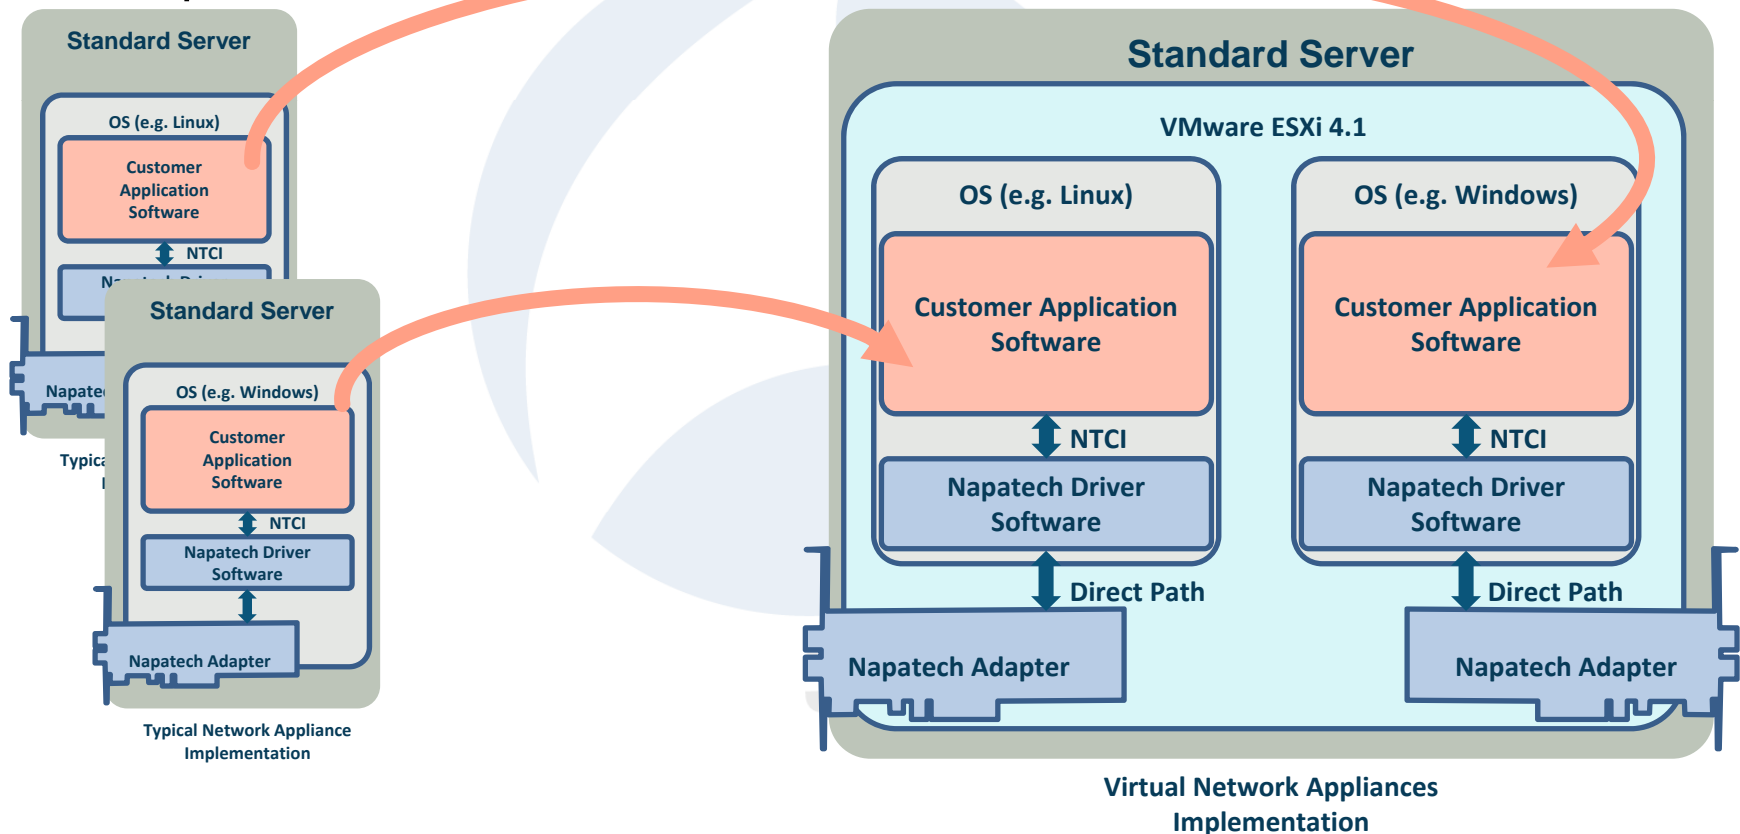 Standard Server
OS (e.g. Linux)
Customer
Application
Software
NTCI
Standard Server
OS (e.g. Windows)
Customer
Application
Software
NTCI
Napatech Driver
Software
Napatech Adapter
Typical Network Appliance
Implementation
Standard Server
VMware ESXi 4.1
OS (e.g. Linux)
Customer Application
Software
NTCI
Napatech Driver
Software
Direct Path
Napatech Adapter
OS (e.g. Windows)
Customer Application
Software
NTCI
Napatech Driver
Software
Direct Path
Napatech Adapter
Virtual Network Appliances
Implementation